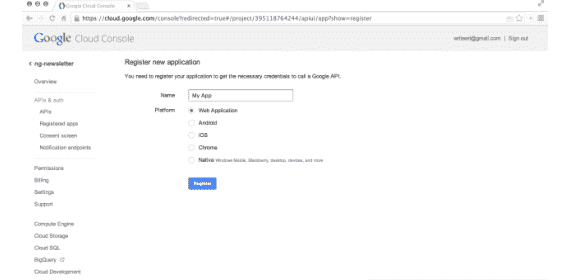 Google Cloud Console
https://cloud.google.com/console?redirected=true#/project/395118764244/apiui/app?show=register
Google Cloud Console
Sign out
< ng-newsletter
Register new application
You need to register your application to get the necessary credentials to call a Google API.
Overview
Name My App
APIs & auth
Platform Web Application
APIs
Android
Registered apps
iOS
Consent screen
Chrome
Notification endpoints
Native Windows Mobile, Blackberry, desktop, devices, and more
Permissions
Register
Billing
Settings
Support
Compute Engine
Cloud Storage
Cloud SQL
BigQuery
Cloud Development